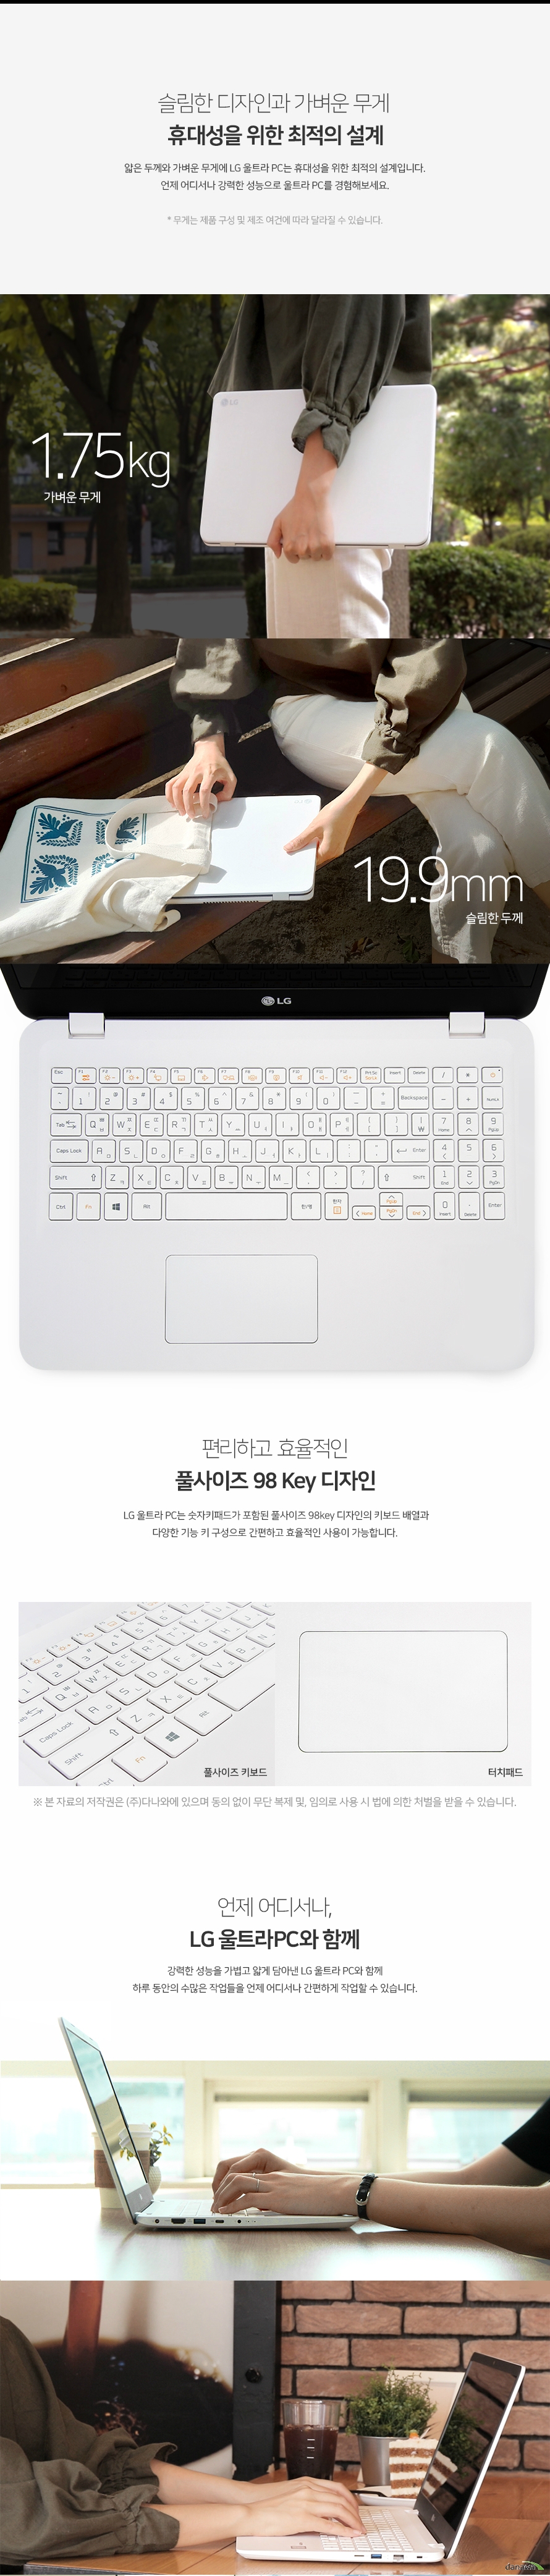 슬림한 디자인과 가벼운 무게
휴대성을 위한 최적의 설계
얇은 두께와 가벼운 무게에 LG 울트라 PC는 휴대성을 위한 최적의 설계입니다.
언제 어디서나 강력한 성능으로 울트라 PC를 경험해보세요.
* 무게는 제품 구성 및 제조 여건에 따라 달라질 수 있습니다.
LG
1.75kg
가벼운 무게
19.9mm
슬림한 두께
LG
편리하고 효율적인
풀사이즈 98 Key 디자인
LG 울트라 PC는 숫자키패드가 포함된 풀사이즈 98key 디자인의 키보드 배열과
다양한 기능 키 구성으로 간편하고 효율적인 사용이 가능합니다.
풀사이즈 키보드
터치패드
※ 본 자료의 저작권은 (주)다나와에 있으며 동의 없이 무단 복제 및, 임의로 사용 시 법에 의한 처벌을 받을 수 있습니다.
언제 어디서나,
LG 울트라PC와 함께
강력한 성능을 가볍고 얇게 담아낸 LG 울트라 PC와 함께
하루 동안의 수많은 작업들을 언제 어디서나 간편하게 작업할 수 있습니다.